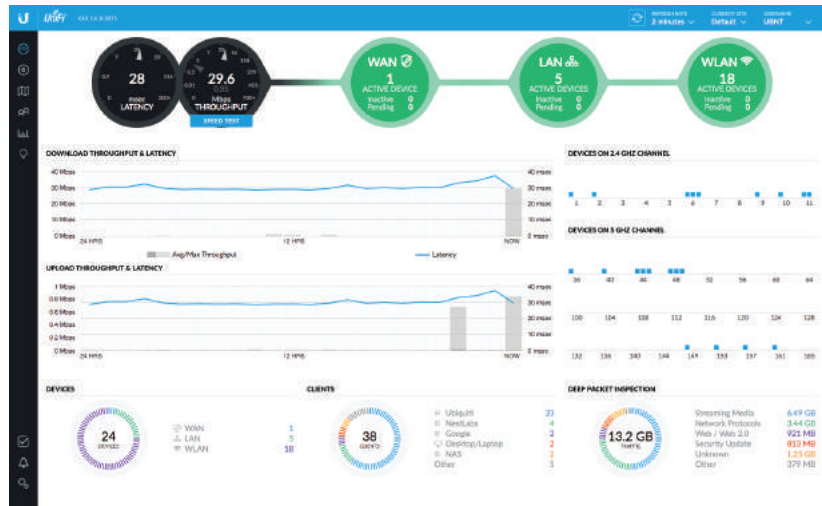 U UniFi
REFRESH RATE CURRENT SITE USERNAME
2 minutes Default UBNT
28
msec
LATENCY
29.6
Mbps
THROUGHPUT
SPEED TEST
WAN
1
ACTIVE DEVICE
Inactive 0
Pending 0
LAN
5
ACTIVE DEVICES
Inactive 0
Pending 0
WLAN
18
ACTIVE DEVICES
Inactive 0
Pending 0
DOWNLOAD THROUGHPUT & LATENCY
40 Mbps 40 msec
30 Mbps 30 msec
20 Mbps 20 msec
10 Mbps 10 msec
0 Mbps 0 msec
24 HRS 12 HRS NOW
Avg/Max Throughput Latency
UPLOAD THROUGHPUT & LATENCY
1 Mbps 40 msec
0.8 Mbps 30 msec
0.6 Mbps 20 msec
0.4 Mbps 10 msec
0.2 Mbps
0 Mbps 0 msec
24 HRS 12 HRS NOW
DEVICES ON 2.4 GHZ CHANNEL
1 2 3 4 5 6 7 8 9 10 11
DEVICES ON 5 GHZ CHANNEL
36 40 44 48 52 56 60 64
100 104 108 112 116 120 124 128
132 136 140 144 149 153 157 161 165
DEVICES
24
DEVICES
WAN 1
LAN 5
WLAN 18
CLIENTS
38
CLIENTS
Ubiquiti
NestLabs 4
Google
Desktop/Laptop 2
NAS 2
Other
DEEP PACKET INSPECTION
13.2 GB
TRAFFIC
Streaming Media 6.49 GB
Network Protocols 3.44 GB
Web / Web 2.0 921 MB
Security Update 813 MB
Unknown 1.23 GB
Other 379 MB